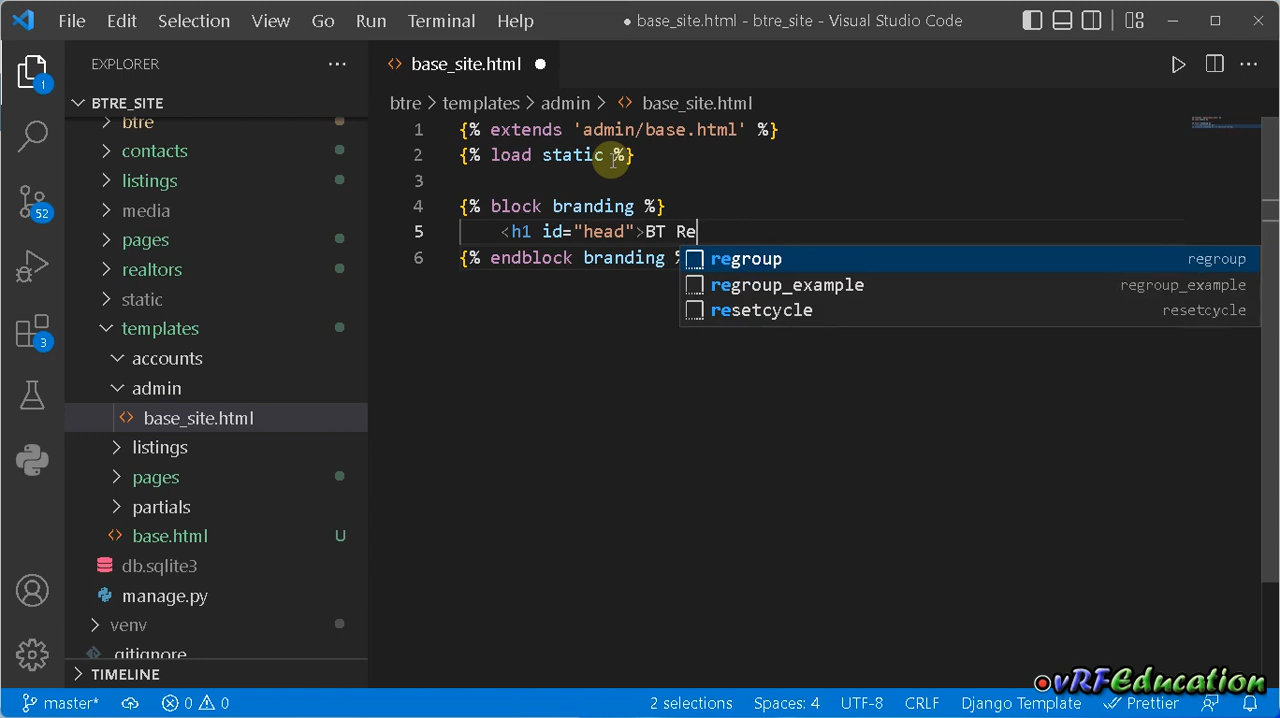 File Edit Selection View Go Run Terminal Help
● base_site.html - btre_site - Visual Studio Code
EXPLORER ···
base_site.html ●
1
BTRE_SITE
btre > templates > admin > base_site.html
btre
contacts
listings
media
pages
realtors
static
templates
accounts
admin
base_site.html
listings
pages
partials
base.html U
db.sqlite3
manage.py
venv
.gitignore
TIMELINE
52
3
1 {% extends 'admin/base.html' %}
2 {% load static %}
3
4 {% block branding %}
5 <h1 id="head">BT Re
6 {% endblock branding %
regroup regroup
regroup_example regroup_example
resetcycle resetcycle
vRFEducation
master* 0 0 2 selections Spaces: 4 UTF-8 CRLF Django Template Prettier